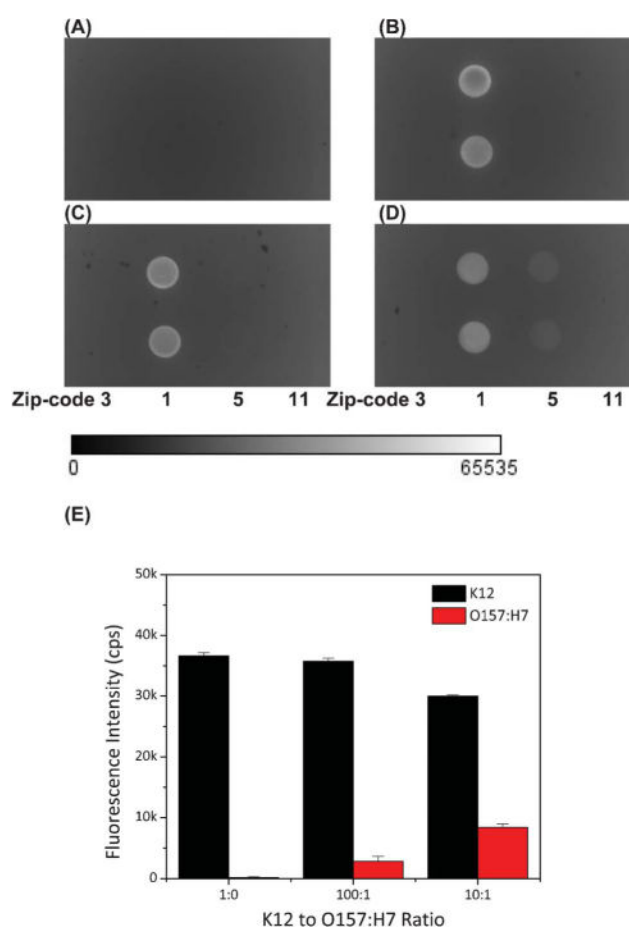 (A) (B)
(C) (D)
Zip-code 3 1 5 11 Zip-code 3 1 5 11
0 65535
(E)
50k
40k
30k
20k
10k
0
Fluorescence Intensity (cps)
K12
O157:H7
1:0 100:1 10:1
K12 to O157:H7 Ratio